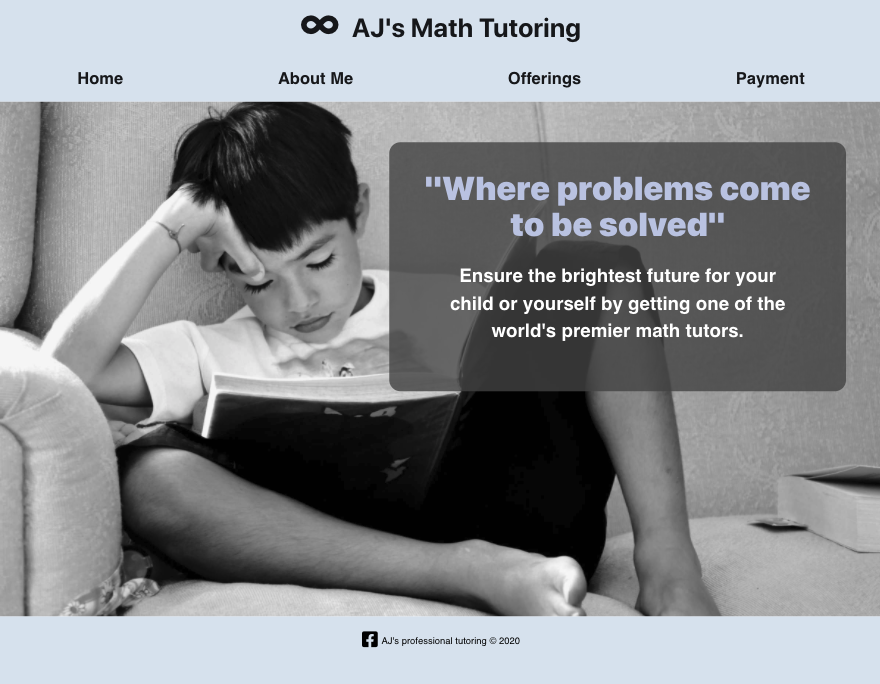 AJ's Math Tutoring
Home About Me Offerings Payment
"Where problems come
to be solved"
Ensure the brightest future for your
child or yourself by getting one of the
world's premier math tutors.
AJ's professional tutoring © 2020